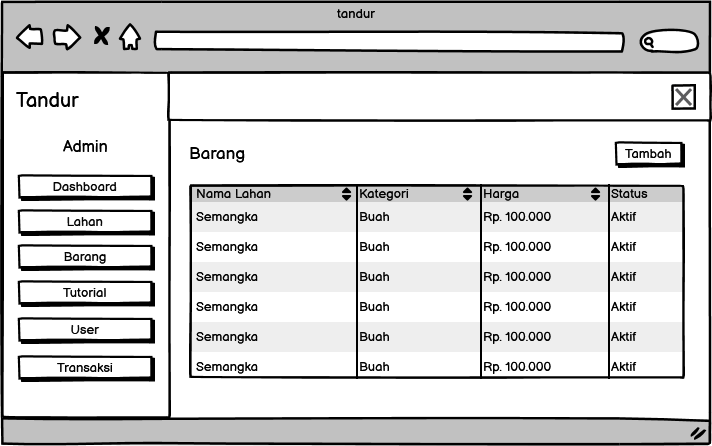 tandur
Tandur
Admin
Dashboard
Lahan
Barang
Tutorial
User
Transaksi
Barang
Tambah
Nama Lahan Kategori Harga Status
Semangka Buah Rp. 100.000 Aktif
Semangka Buah Rp. 100.000 Aktif
Semangka Buah Rp. 100.000 Aktif
Semangka Buah Rp. 100.000 Aktif
Semangka Buah Rp. 100.000 Aktif
Semangka Buah Rp. 100.000 Aktif